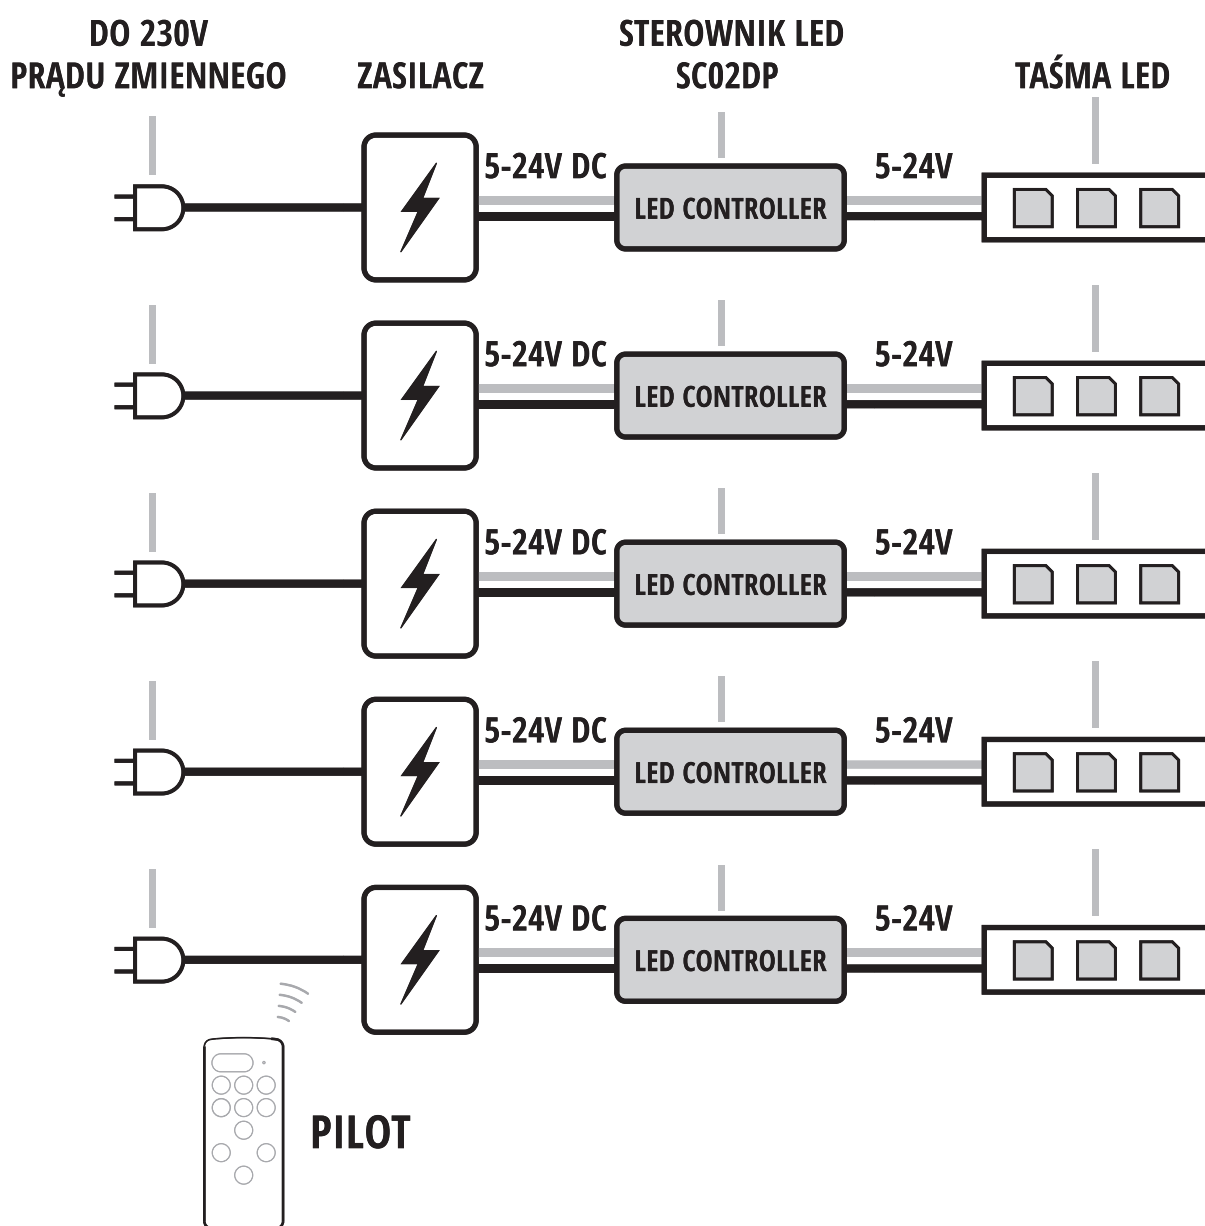 DO 230V
PRĄDU ZMIENNEGO
ZASILACZ
STEROWNIK LED
SC02DP
TAŚMA LED
5-24V DC
LED CONTROLLER
5-24V
5-24V DC
LED CONTROLLER
5-24V
5-24V DC
LED CONTROLLER
5-24V
5-24V DC
LED CONTROLLER
5-24V
5-24V DC
LED CONTROLLER
5-24V
PILOT